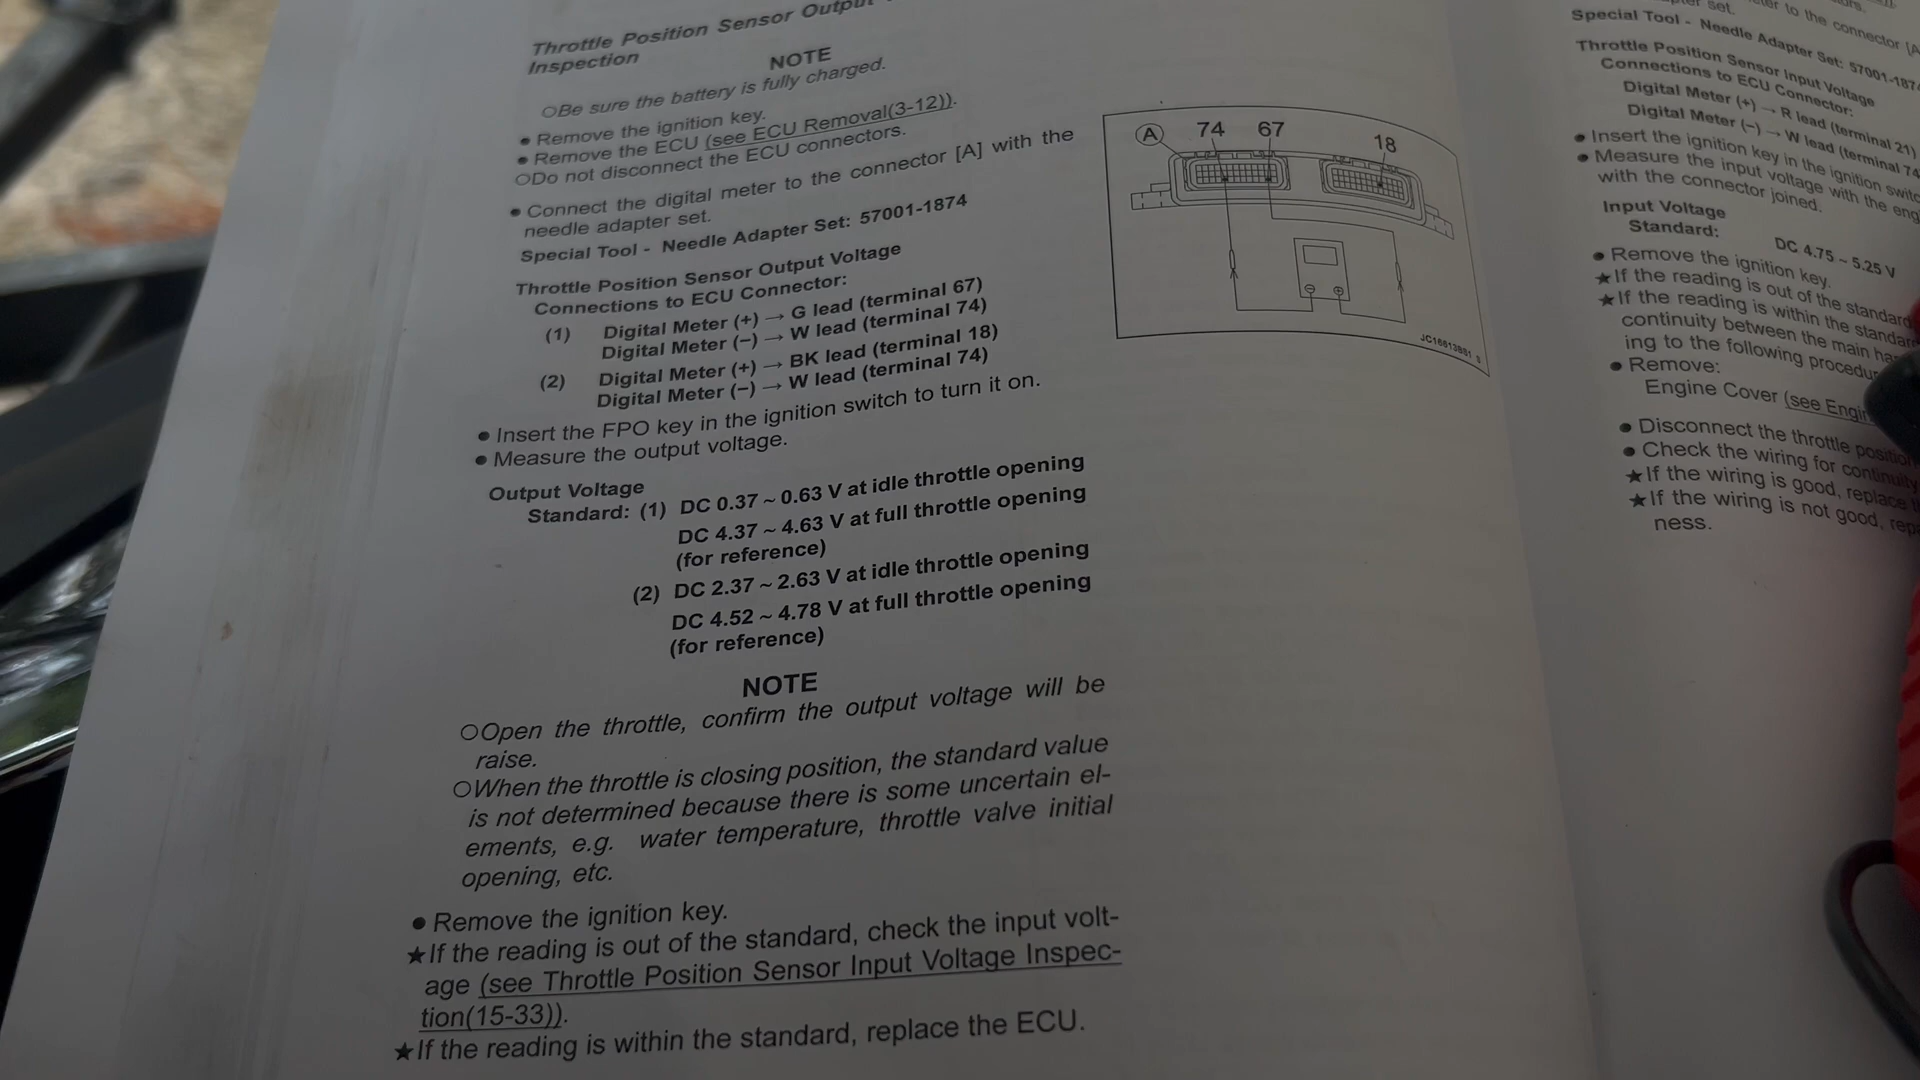 Throttle Position Sensor Output
Inspection
NOTE
○Be sure the battery is fully charged.
● Remove the ignition key.
● Remove the ECU (see ECU Removal(3-12)).
○Do not disconnect the ECU connectors.
● Connect the digital meter to the connector [A] with the
needle adapter set.
Special Tool - Needle Adapter Set: 57001-1874
Throttle Position Sensor Output Voltage
Connections to ECU Connector:
(1) Digital Meter (+) → G lead (terminal 67)
Digital Meter (–) → W lead (terminal 74)
(2) Digital Meter (+) → BK lead (terminal 18)
Digital Meter (–) → W lead (terminal 74)
● Insert the FPO key in the ignition switch to turn it on.
● Measure the output voltage.
Output Voltage
Standard: (1) DC 0.37 ~ 0.63 V at idle throttle opening
DC 4.37 ~ 4.63 V at full throttle opening
(for reference)
(2) DC 2.37 ~ 2.63 V at idle throttle opening
DC 4.52 ~ 4.78 V at full throttle opening
(for reference)
NOTE
○Open the throttle, confirm the output voltage will be
raise.
○When the throttle is closing position, the standard value
is not determined because there is some uncertain el-
ements, e.g. water temperature, throttle valve initial
opening, etc.
● Remove the ignition key.
★If the reading is out of the standard, check the input volt-
age (see Throttle Position Sensor Input Voltage Inspec-
tion(15-33)).
★If the reading is within the standard, replace the ECU.
A 74 67 18
to the connector [A
set.
Special Tool - Needle Adapter Set: 57001-187
Throttle Position Sensor Input Voltage
Connections to ECU Connector:
Digital Meter (+) → R lead (terminal 21)
Digital Meter (–) → W lead (terminal 74
● Insert the ignition key in the ignition switc
● Measure the input voltage with the eng
with the connector joined.
Input Voltage
Standard: DC 4.75 ~ 5.25 V
● Remove the ignition key.
★If the reading is out of the standard
★If the reading is within the standar
continuity between the main ha
ing to the following procedu
● Remove:
Engine Cover (see Engin
● Disconnect the throttle position
● Check the wiring for continuity
★If the wiring is good, replace
★If the wiring is not good, rep
ness.